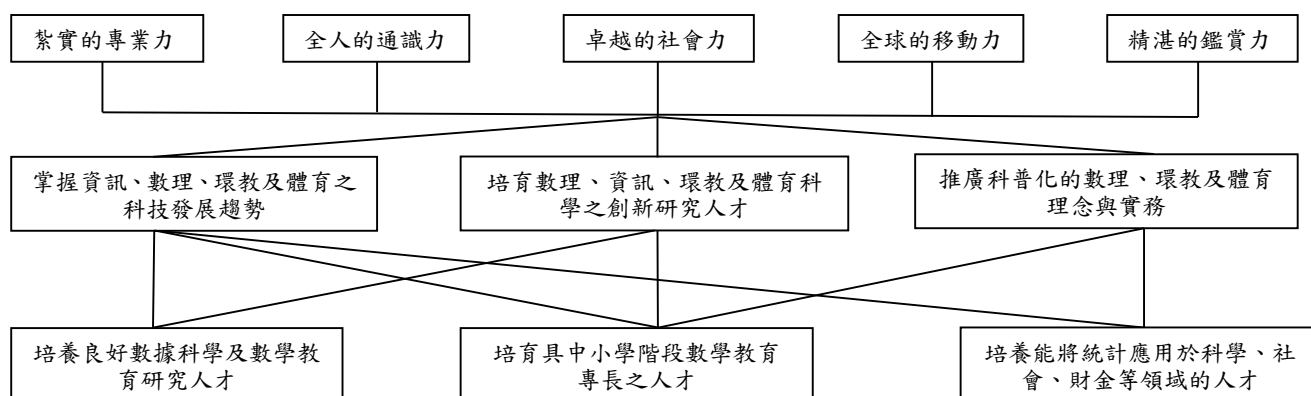 紮實的專業力
全人的通識力
卓越的社會力
全球的移動力
精湛的鑑賞力
掌握資訊、數理、環教及體育之
科技發展趨勢
培育數理、資訊、環教及體育科
學之創新研究人才
推廣科普化的數理、環教及體育
理念與實務
培養良好數據科學及數學教
育研究人才
培育具中小學階段數學教育
專長之人才
培養能將統計應用於科學、社
會、財金等領域的人才